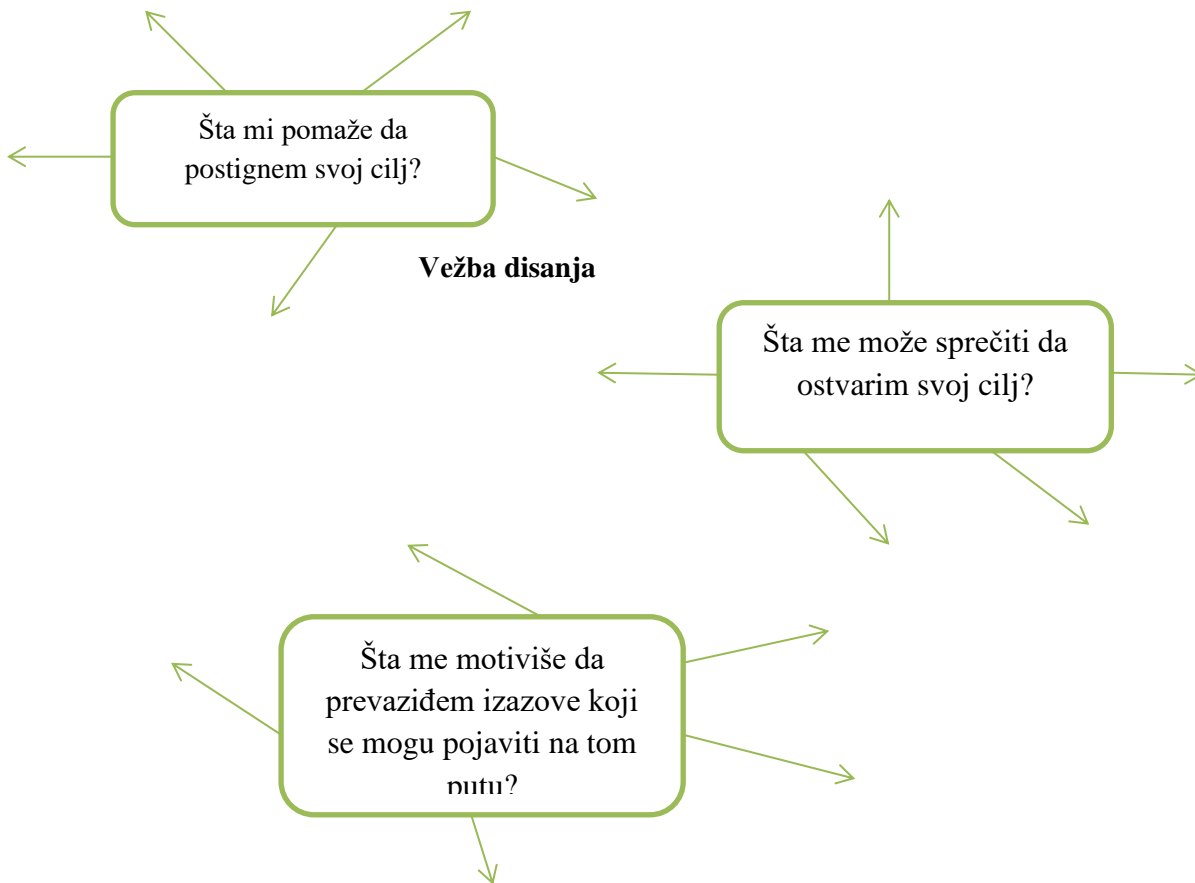 Šta mi pomaže da
postignem svoj cilj?
Vežba disanja
Šta me može sprečiti da
ostvarim svoj cilj?
Šta me motiviše da
prevaziđem izazove koji
se mogu pojaviti na tom
putu?